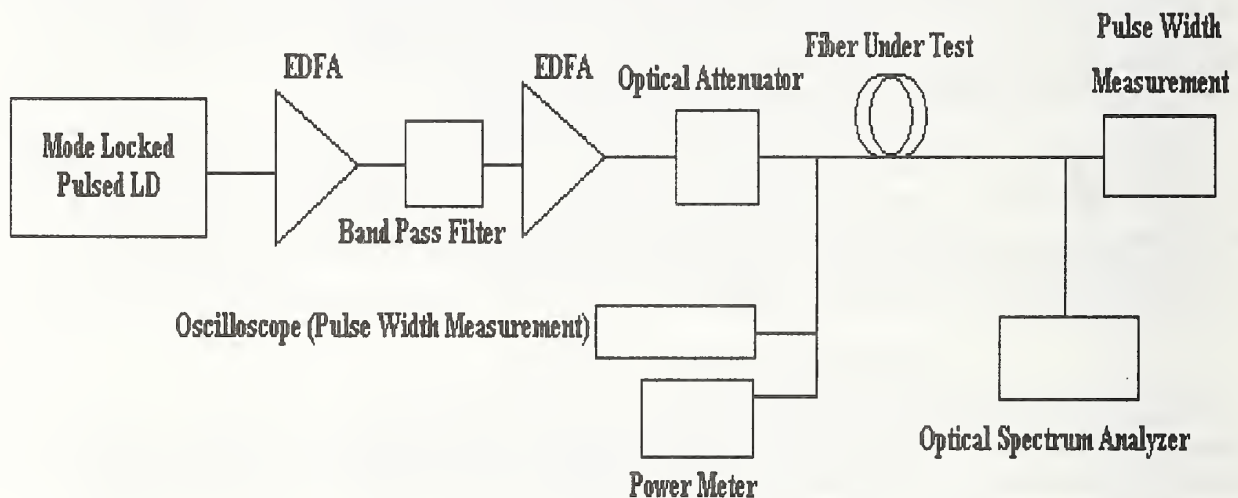 Pulse Width
Measurement
Fiber Under Test
EDFA
EDFA
Optical Attenuator
Mode Locked
Pulsed LD
Band Pass Filter
Oscilloscope (Pulse Width Measurement)
Optical Spectrum Analyzer
Power Meter